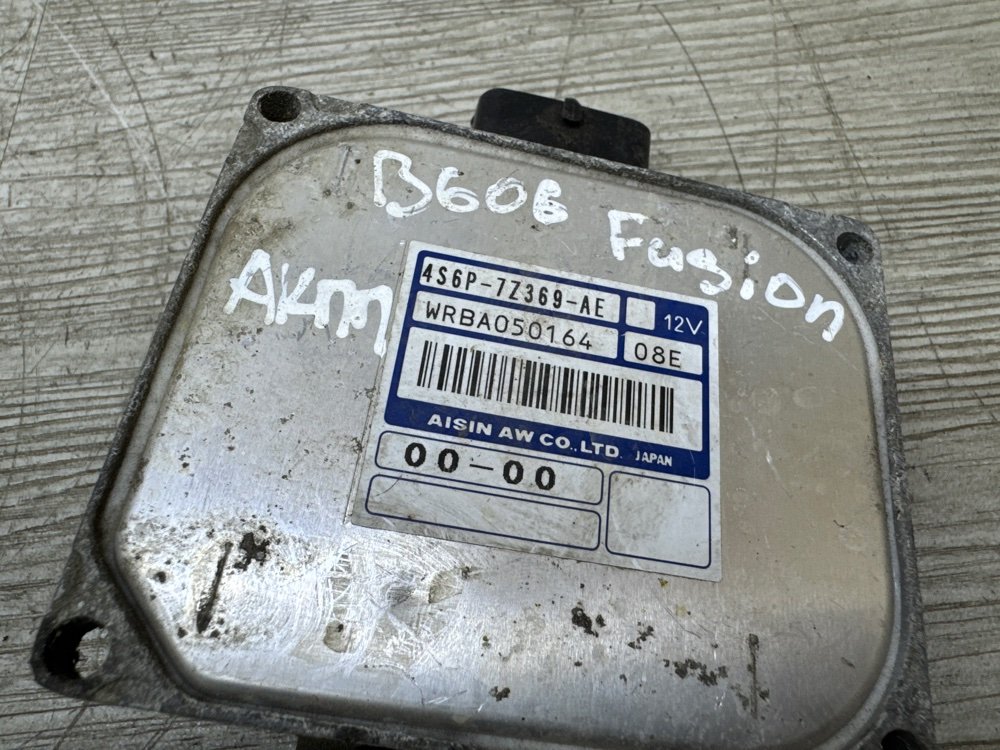 B606 Fusion
АКПП
4S6P-7Z369-AE
12V
WRBA050164
08E
AISIN AW CO.,LTD. JAPAN
00-00